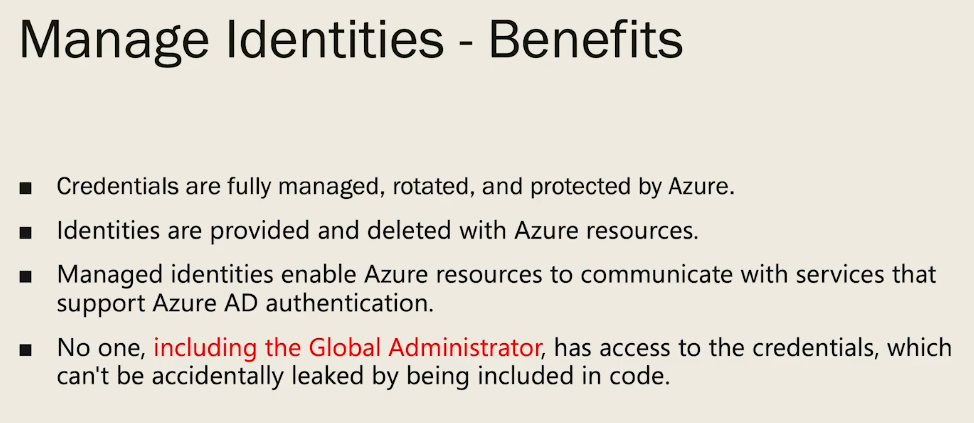 Manage Identities - Benefits
■ Credentials are fully managed, rotated, and protected by Azure.
■ Identities are provided and deleted with Azure resources.
■ Managed identities enable Azure resources to communicate with services that
support Azure AD authentication.
■ No one, including the Global Administrator, has access to the credentials, which
can't be accidentally leaked by being included in code.